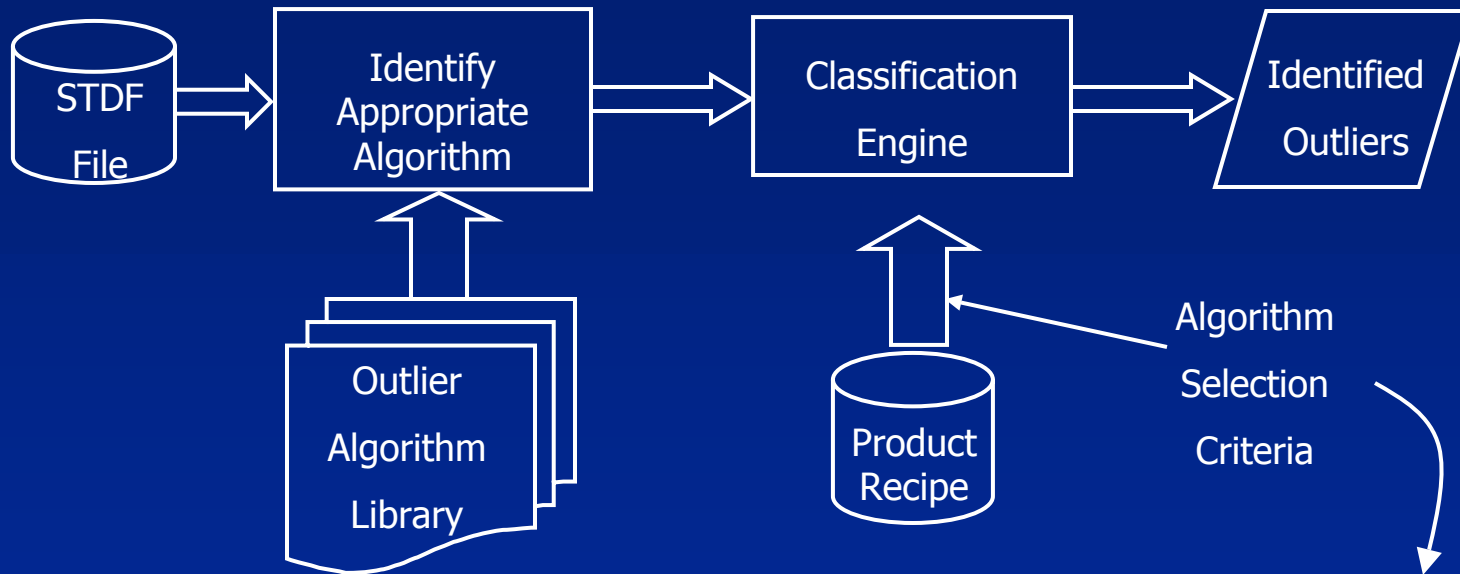 STDF
File
Identify
Appropriate
Algorithm
Classification
Engine
Identified
Outliers
Outlier
Algorithm
Library
Product
Recipe
Algorithm
Selection
Criteria